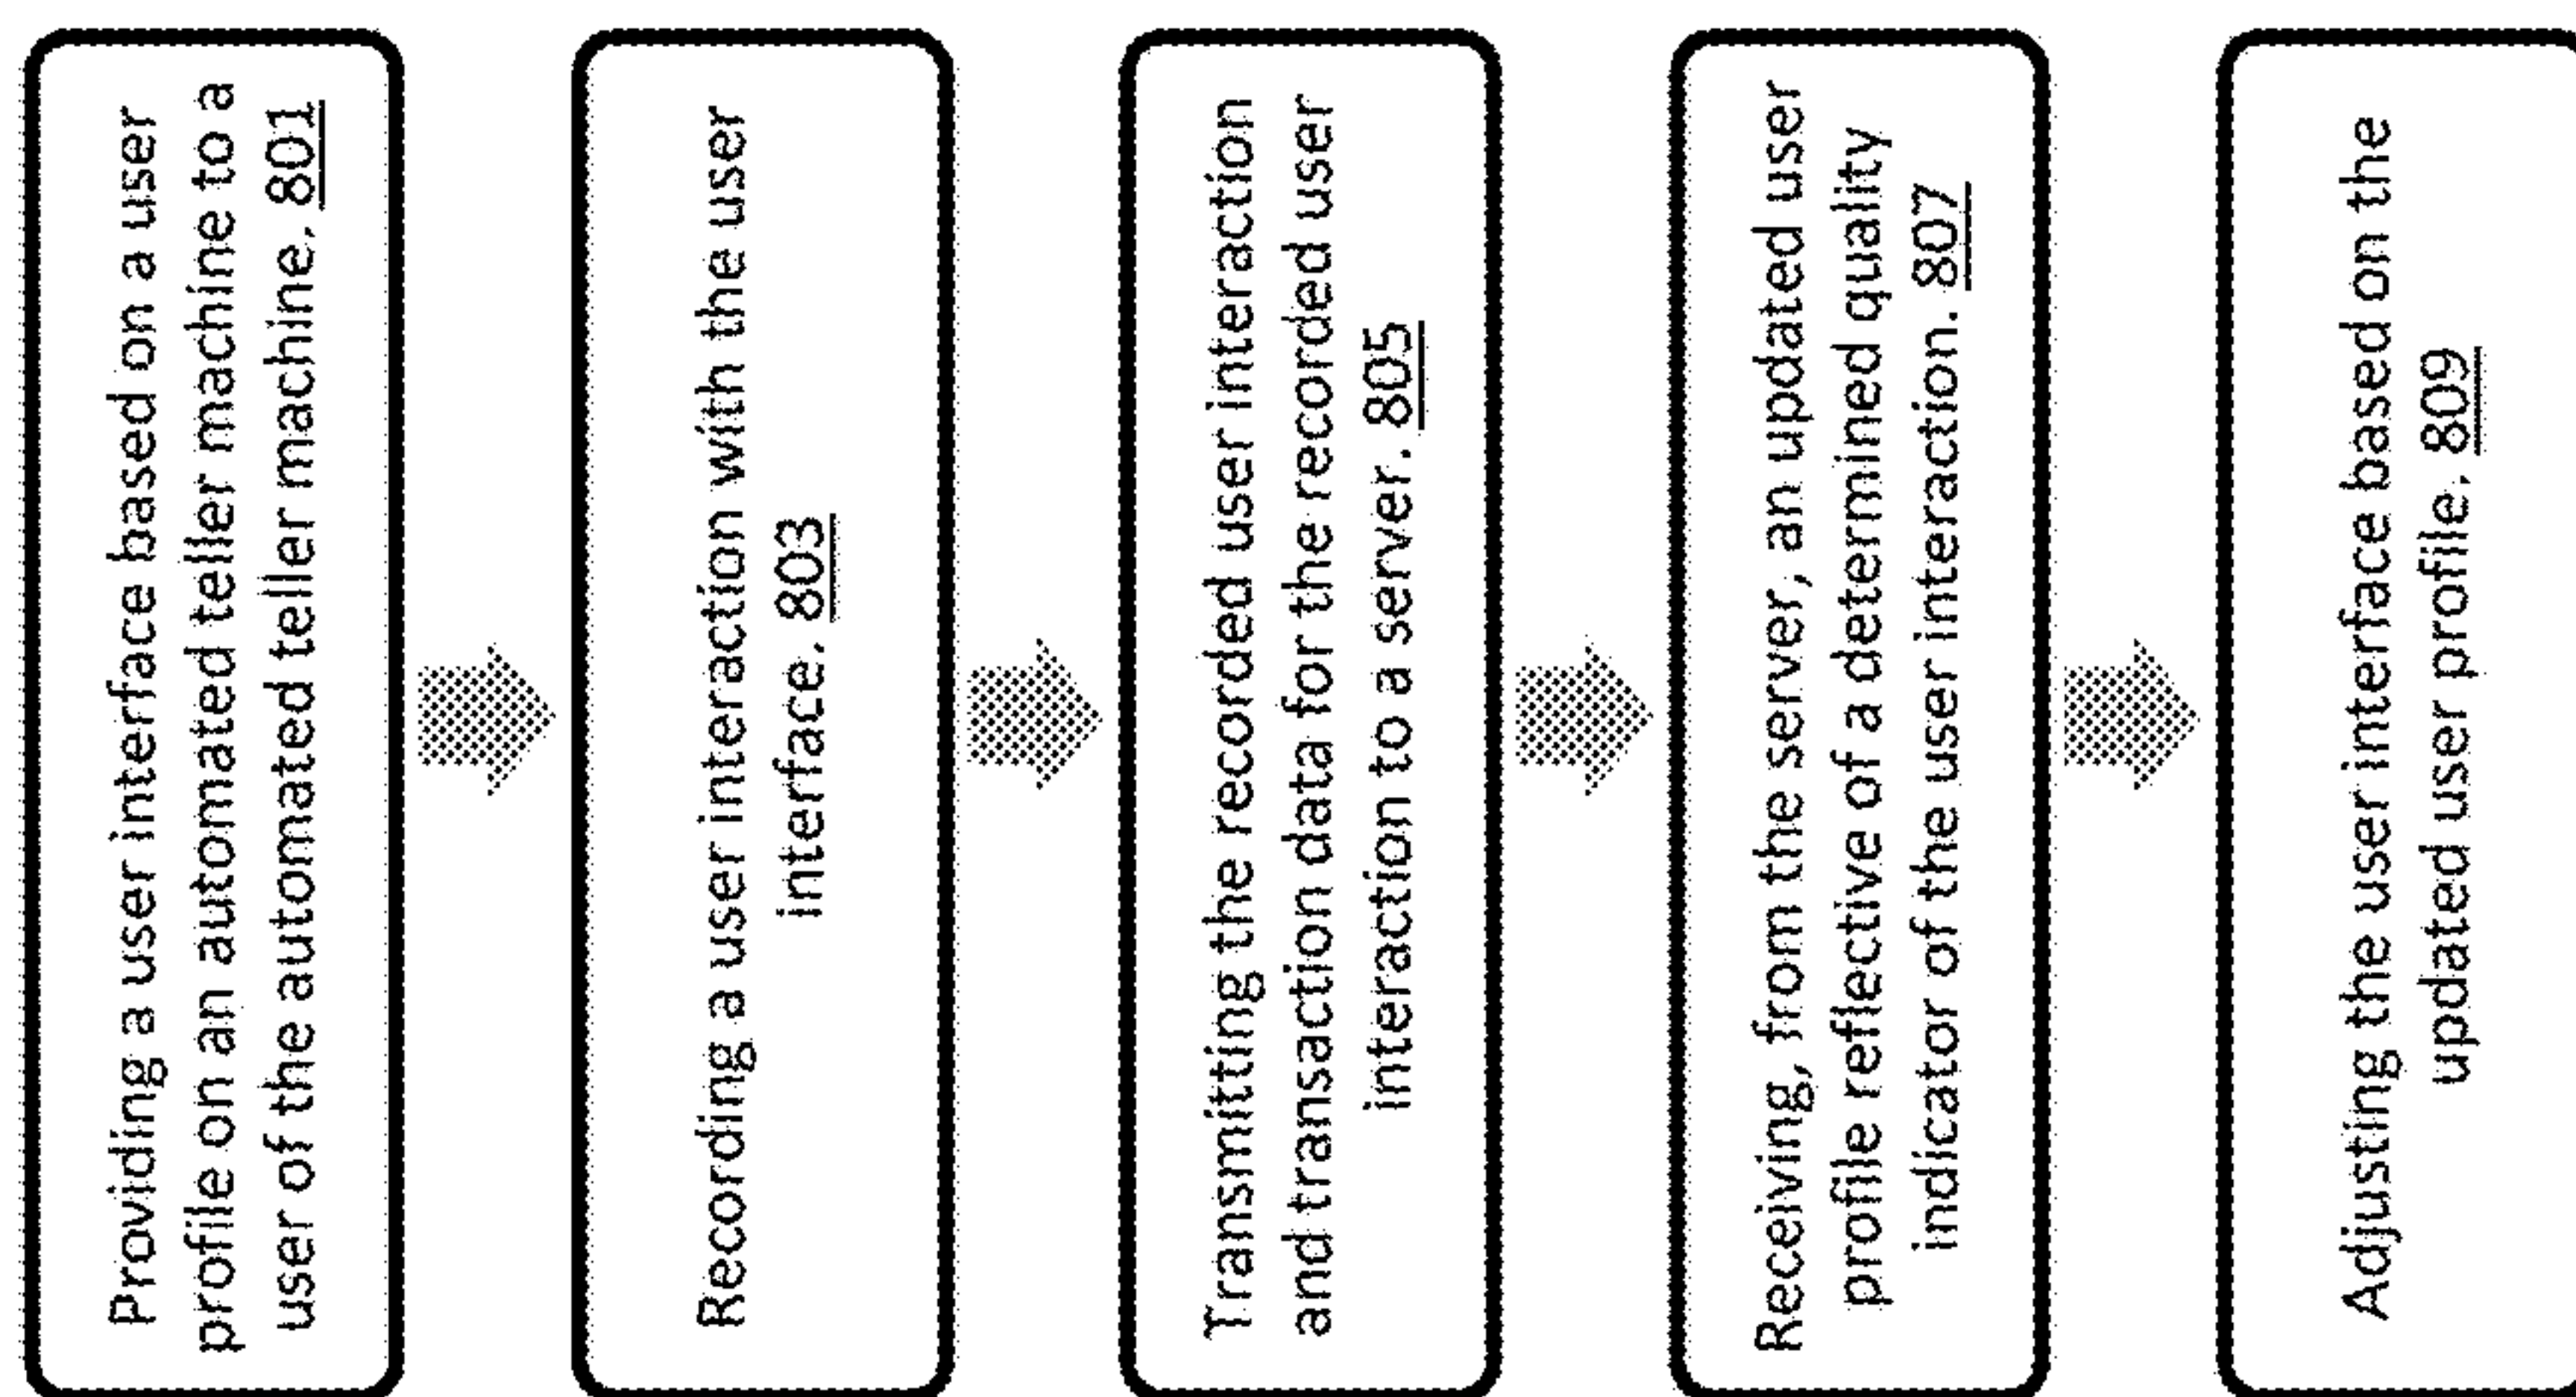 Providing a user interface based on a user
profile on an automated teller machine to a
user of the automated teller machine. 801
Recording a user interaction with the user
interface. 803
Transmitting the recorded user interaction
and transaction data for the recorded user
interaction to a server. 805
Receiving, from the server, an updated user
profile reflective of a determined quality
indicator of the user interaction. 807
Adjusting the user interface based on the
updated user profile. 809